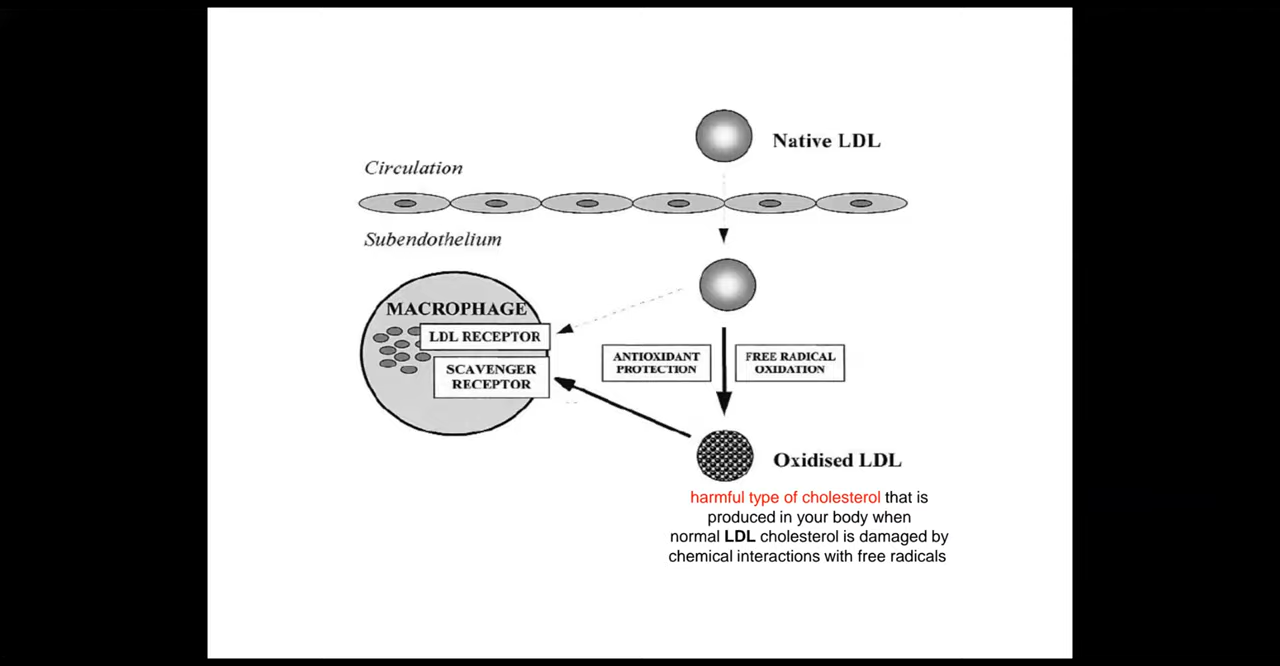 Native LDL
Circulation
Subendothelium
MACROPHAGE
LDL RECEPTOR
SCAVENGER
RECEPTOR
ANTIOXIDANT
PROTECTION
FREE RADICAL
OXIDATION
Oxidised LDL
harmful type of cholesterol that is
produced in your body when
normal LDL cholesterol is damaged by
chemical interactions with free radicals